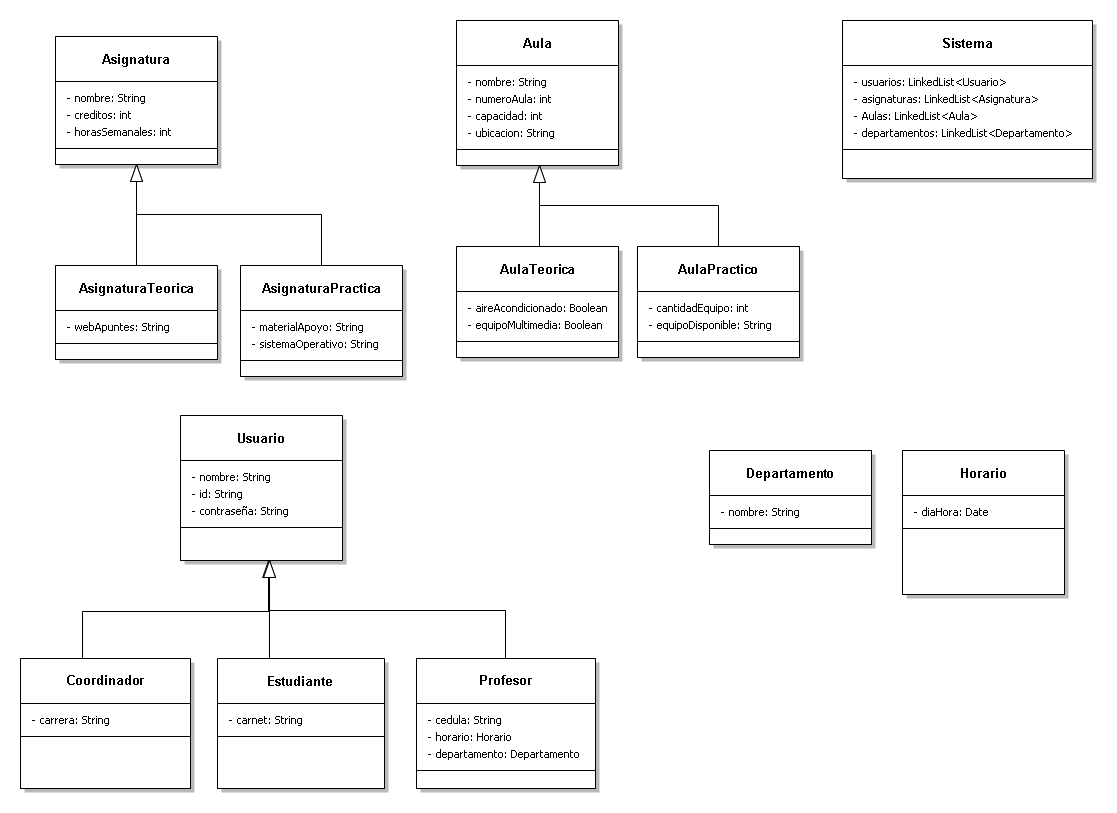 Asignatura
- nombre: String
- creditos: int
- horasSemanales: int
Aula
- nombre: String
- numeroAula: int
- capacidad: int
- ubicacion: String
Sistema
- usuarios: LinkedList<Usuario>
- asignaturas: LinkedList<Asignatura>
- Aulas: LinkedList<Aula>
- departamentos: LinkedList<Departamento>
AsignaturaTeorica
- webApuntes: String
AsignaturaPractica
- materialApoyo: String
- sistemaOperativo: String
AulaTeorica
- aireAcondicionado: Boolean
- equipoMultimedia: Boolean
AulaPractico
- cantidadEquipo: int
- equipoDisponible: String
Usuario
- nombre: String
- id: String
- contraseña: String
Departamento
- nombre: String
Horario
- diaHora: Date
Coordinador
- carrera: String
Estudiante
- carnet: String
Profesor
- cedula: String
- horario: Horario
- departamento: Departamento